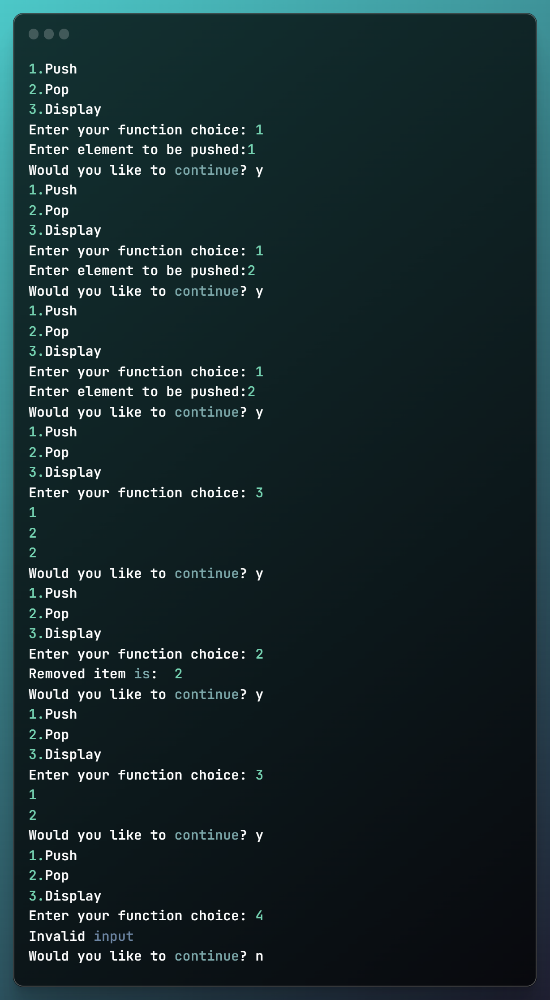 1.Push
2.Pop
3.Display
Enter your function choice: 1
Enter element to be pushed:1
Would you like to continue? y
1.Push
2.Pop
3.Display
Enter your function choice: 1
Enter element to be pushed:2
Would you like to continue? y
1.Push
2.Pop
3.Display
Enter your function choice: 1
Enter element to be pushed:2
Would you like to continue? y
1.Push
2.Pop
3.Display
Enter your function choice: 3
1
2
2
Would you like to continue? y
1.Push
2.Pop
3.Display
Enter your function choice: 2
Removed item is:  2
Would you like to continue? y
1.Push
2.Pop
3.Display
Enter your function choice: 3
1
2
Would you like to continue? y
1.Push
2.Pop
3.Display
Enter your function choice: 4
Invalid input
Would you like to continue? n